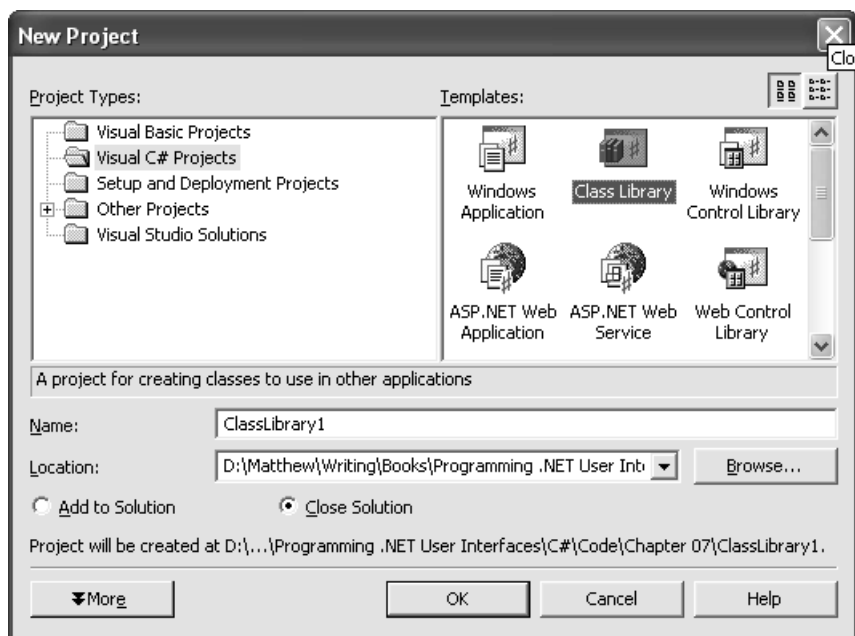 New Project
Clo
Project Types:
Templates:
Visual Basic Projects
Visual C# Projects
Setup and Deployment Projects
Other Projects
Visual Studio Solutions
Windows Application
Class Library
Windows Control Library
ASP.NET Web Application
ASP.NET Web Service
Web Control Library
A project for creating classes to use in other applications
Name:
ClassLibrary1
Location:
D:\Matthew\Writing\Books\Programming .NET User Int
Browse...
Add to Solution
Close Solution
Project will be created at D:\...\Programming .NET User Interfaces\C#\Code\Chapter 07\ClassLibrary1.
More
OK
Cancel
Help